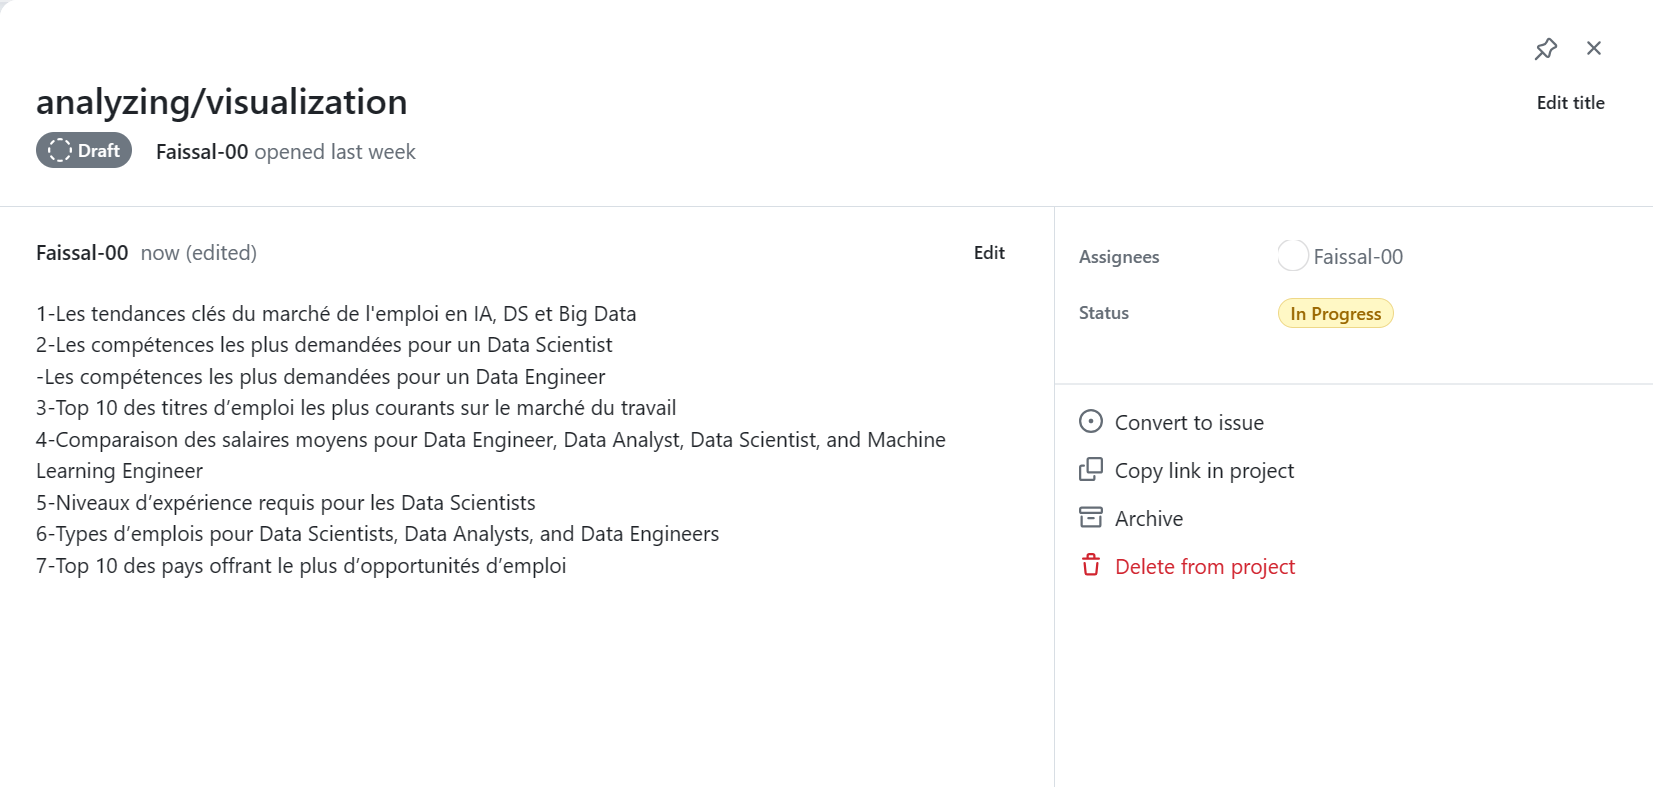 analyzing/visualization
Edit title
Draft
Faissal-00 opened last week
Faissal-00 now (edited)
Edit
1-Les tendances clés du marché de l'emploi en IA, DS et Big Data
2-Les compétences les plus demandées pour un Data Scientist
-Les compétences les plus demandées pour un Data Engineer
3-Top 10 des titres d’emploi les plus courants sur le marché du travail
4-Comparaison des salaires moyens pour Data Engineer, Data Analyst, Data Scientist, and Machine
Learning Engineer
5-Niveaux d’expérience requis pour les Data Scientists
6-Types d’emplois pour Data Scientists, Data Analysts, and Data Engineers
7-Top 10 des pays offrant le plus d’opportunités d’emploi
Assignees
Faissal-00
Status
In Progress
Convert to issue
Copy link in project
Archive
Delete from project